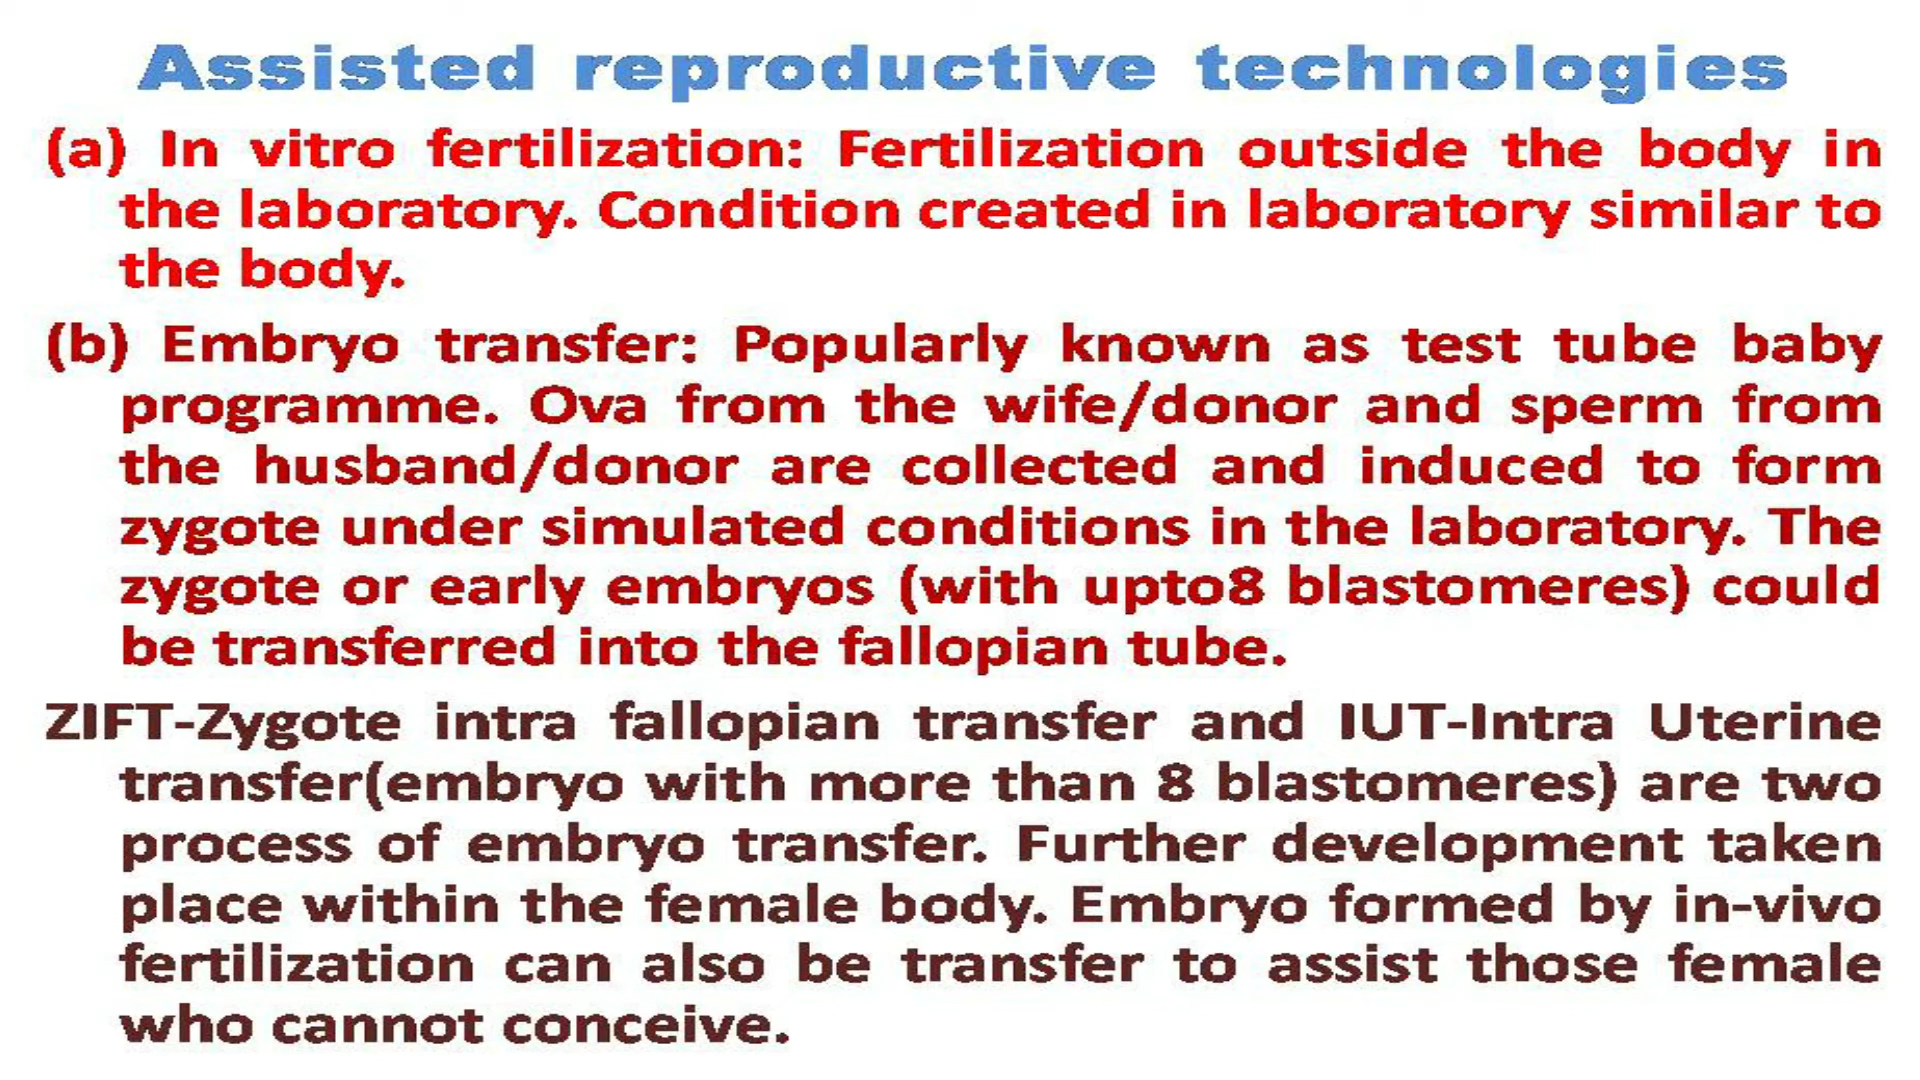 Assisted reproductive technologies
(a) In vitro fertilization: Fertilization outside the body in
the laboratory. Condition created in laboratory similar to
the body.
(b) Embryo transfer: Popularly known as test tube baby
programme. Ova from the wife/donor and sperm from
the husband/donor are collected and induced to form
zygote under simulated conditions in the laboratory. The
zygote or early embryos (with upto8 blastomeres) could
be transferred into the fallopian tube.
ZIFT-Zygote intra fallopian transfer and IUT-Intra Uterine
transfer(embryo with more than 8 blastomeres) are two
process of embryo transfer. Further development taken
place within the female body. Embryo formed by in-vivo
fertilization can also be transfer to assist those female
who cannot conceive.